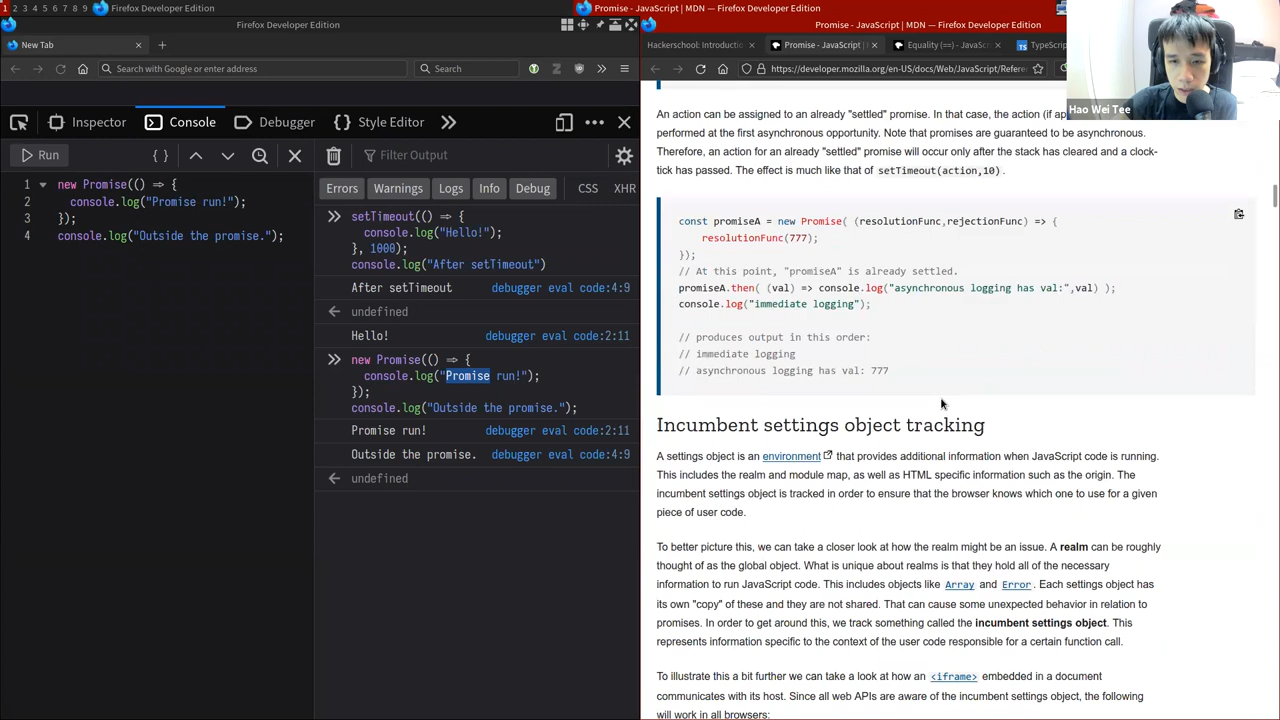 1 2 3 4 5 6 7 8 9 Firefox Developer Edition
Promise - JavaScript | MDN — Firefox Developer Edition
Firefox Developer Edition
New Tab
Search with Google or enter address
Search
Inspector
Console
Debugger
Run
Filter Output
Errors
Warnings
Logs
Info
Debug
CSS
XHR
1 new Promise(() => {
2 console.log("Promise run!");
3 });
4 console.log("Outside the promise.");
setTimeout(() => {
console.log("Hello!");
}, 1000);
console.log("After setTimeout")
After setTimeout debugger eval code:4:9
undefined
Hello! debugger eval code:2:11
new Promise(() => {
console.log("Promise run!");
});
console.log("Outside the promise.");
Promise run! debugger eval code:2:11
Outside the promise. debugger eval code:4:9
undefined
Promise - JavaScript | MDN — Firefox Developer Edition
Hackerschool: Introductio
Promise - JavaScript |
Equality (==) - JavaSc
TS TypeScript
https://developer.mozilla.org/en-US/docs/Web/JavaScript/Refere
Hao Wei Tee
An action can be assigned to an already "settled" promise. In that case, the action (if ap
performed at the first asynchronous opportunity. Note that promises are guaranteed to be asynchronous.
Therefore, an action for an already "settled" promise will occur only after the stack has cleared and a clock-
tick has passed. The effect is much like that of setTimeout(action,10).
const promiseA = new Promise( (resolutionFunc,rejectionFunc) => {
resolutionFunc(777);
});
// At this point, "promiseA" is already settled.
promiseA.then( (val) => console.log("asynchronous logging has val:",val) );
console.log("immediate logging");
// produces output in this order:
// immediate logging
// asynchronous logging has val: 777
Incumbent settings object tracking
A settings object is an environment that provides additional information when JavaScript code is running.
This includes the realm and module map, as well as HTML specific information such as the origin. The
incumbent settings object is tracked in order to ensure that the browser knows which one to use for a given
piece of user code.
To better picture this, we can take a closer look at how the realm might be an issue. A realm can be roughly
thought of as the global object. What is unique about realms is that they hold all of the necessary
information to run JavaScript code. This includes objects like Array and Error. Each settings object has
its own "copy" of these and they are not shared. That can cause some unexpected behavior in relation to
promises. In order to get around this, we track something called the incumbent settings object. This
represents information specific to the context of the user code responsible for a certain function call.
To illustrate this a bit further we can take a look at how an <iframe> embedded in a document
communicates with its host. Since all web APIs are aware of the incumbent settings object, the following
will work in all browsers: